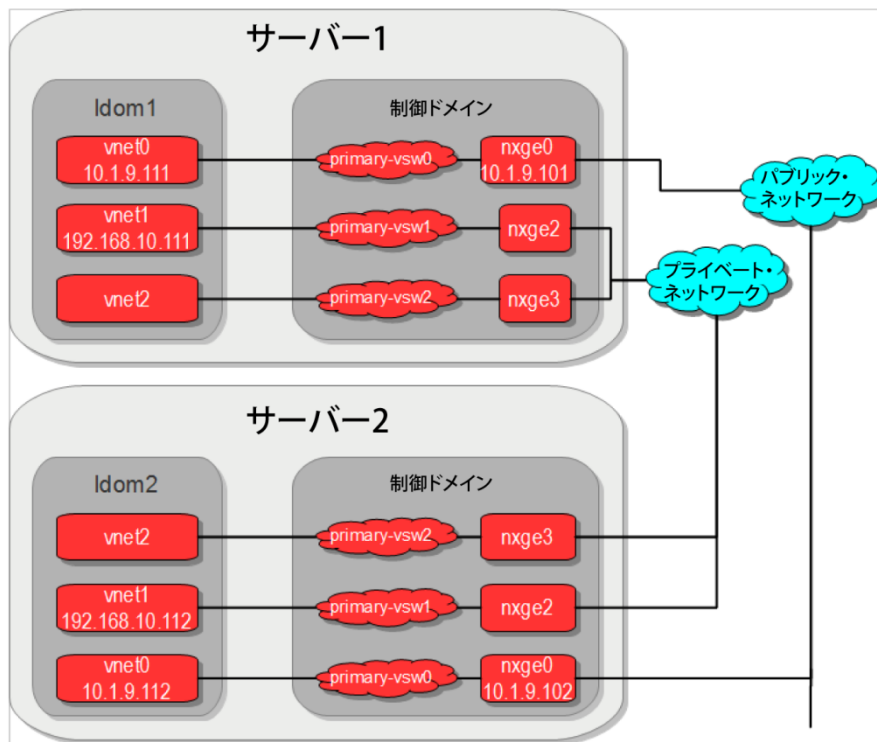 サーバー1
ldom1
制御ドメイン
vnet0
10.1.9.111
primary-vsw0
nxge0
10.1.9.101
パブリック・
ネットワーク
vnet1
192.168.10.111
primary-vsw1
nxge2
プライベート・
ネットワーク
vnet2
primary-vsw2
nxge3
サーバー2
ldom2
制御ドメイン
vnet2
primary-vsw2
nxge3
vnet1
192.168.10.112
primary-vsw1
nxge2
vnet0
10.1.9.112
primary-vsw0
nxge0
10.1.9.102